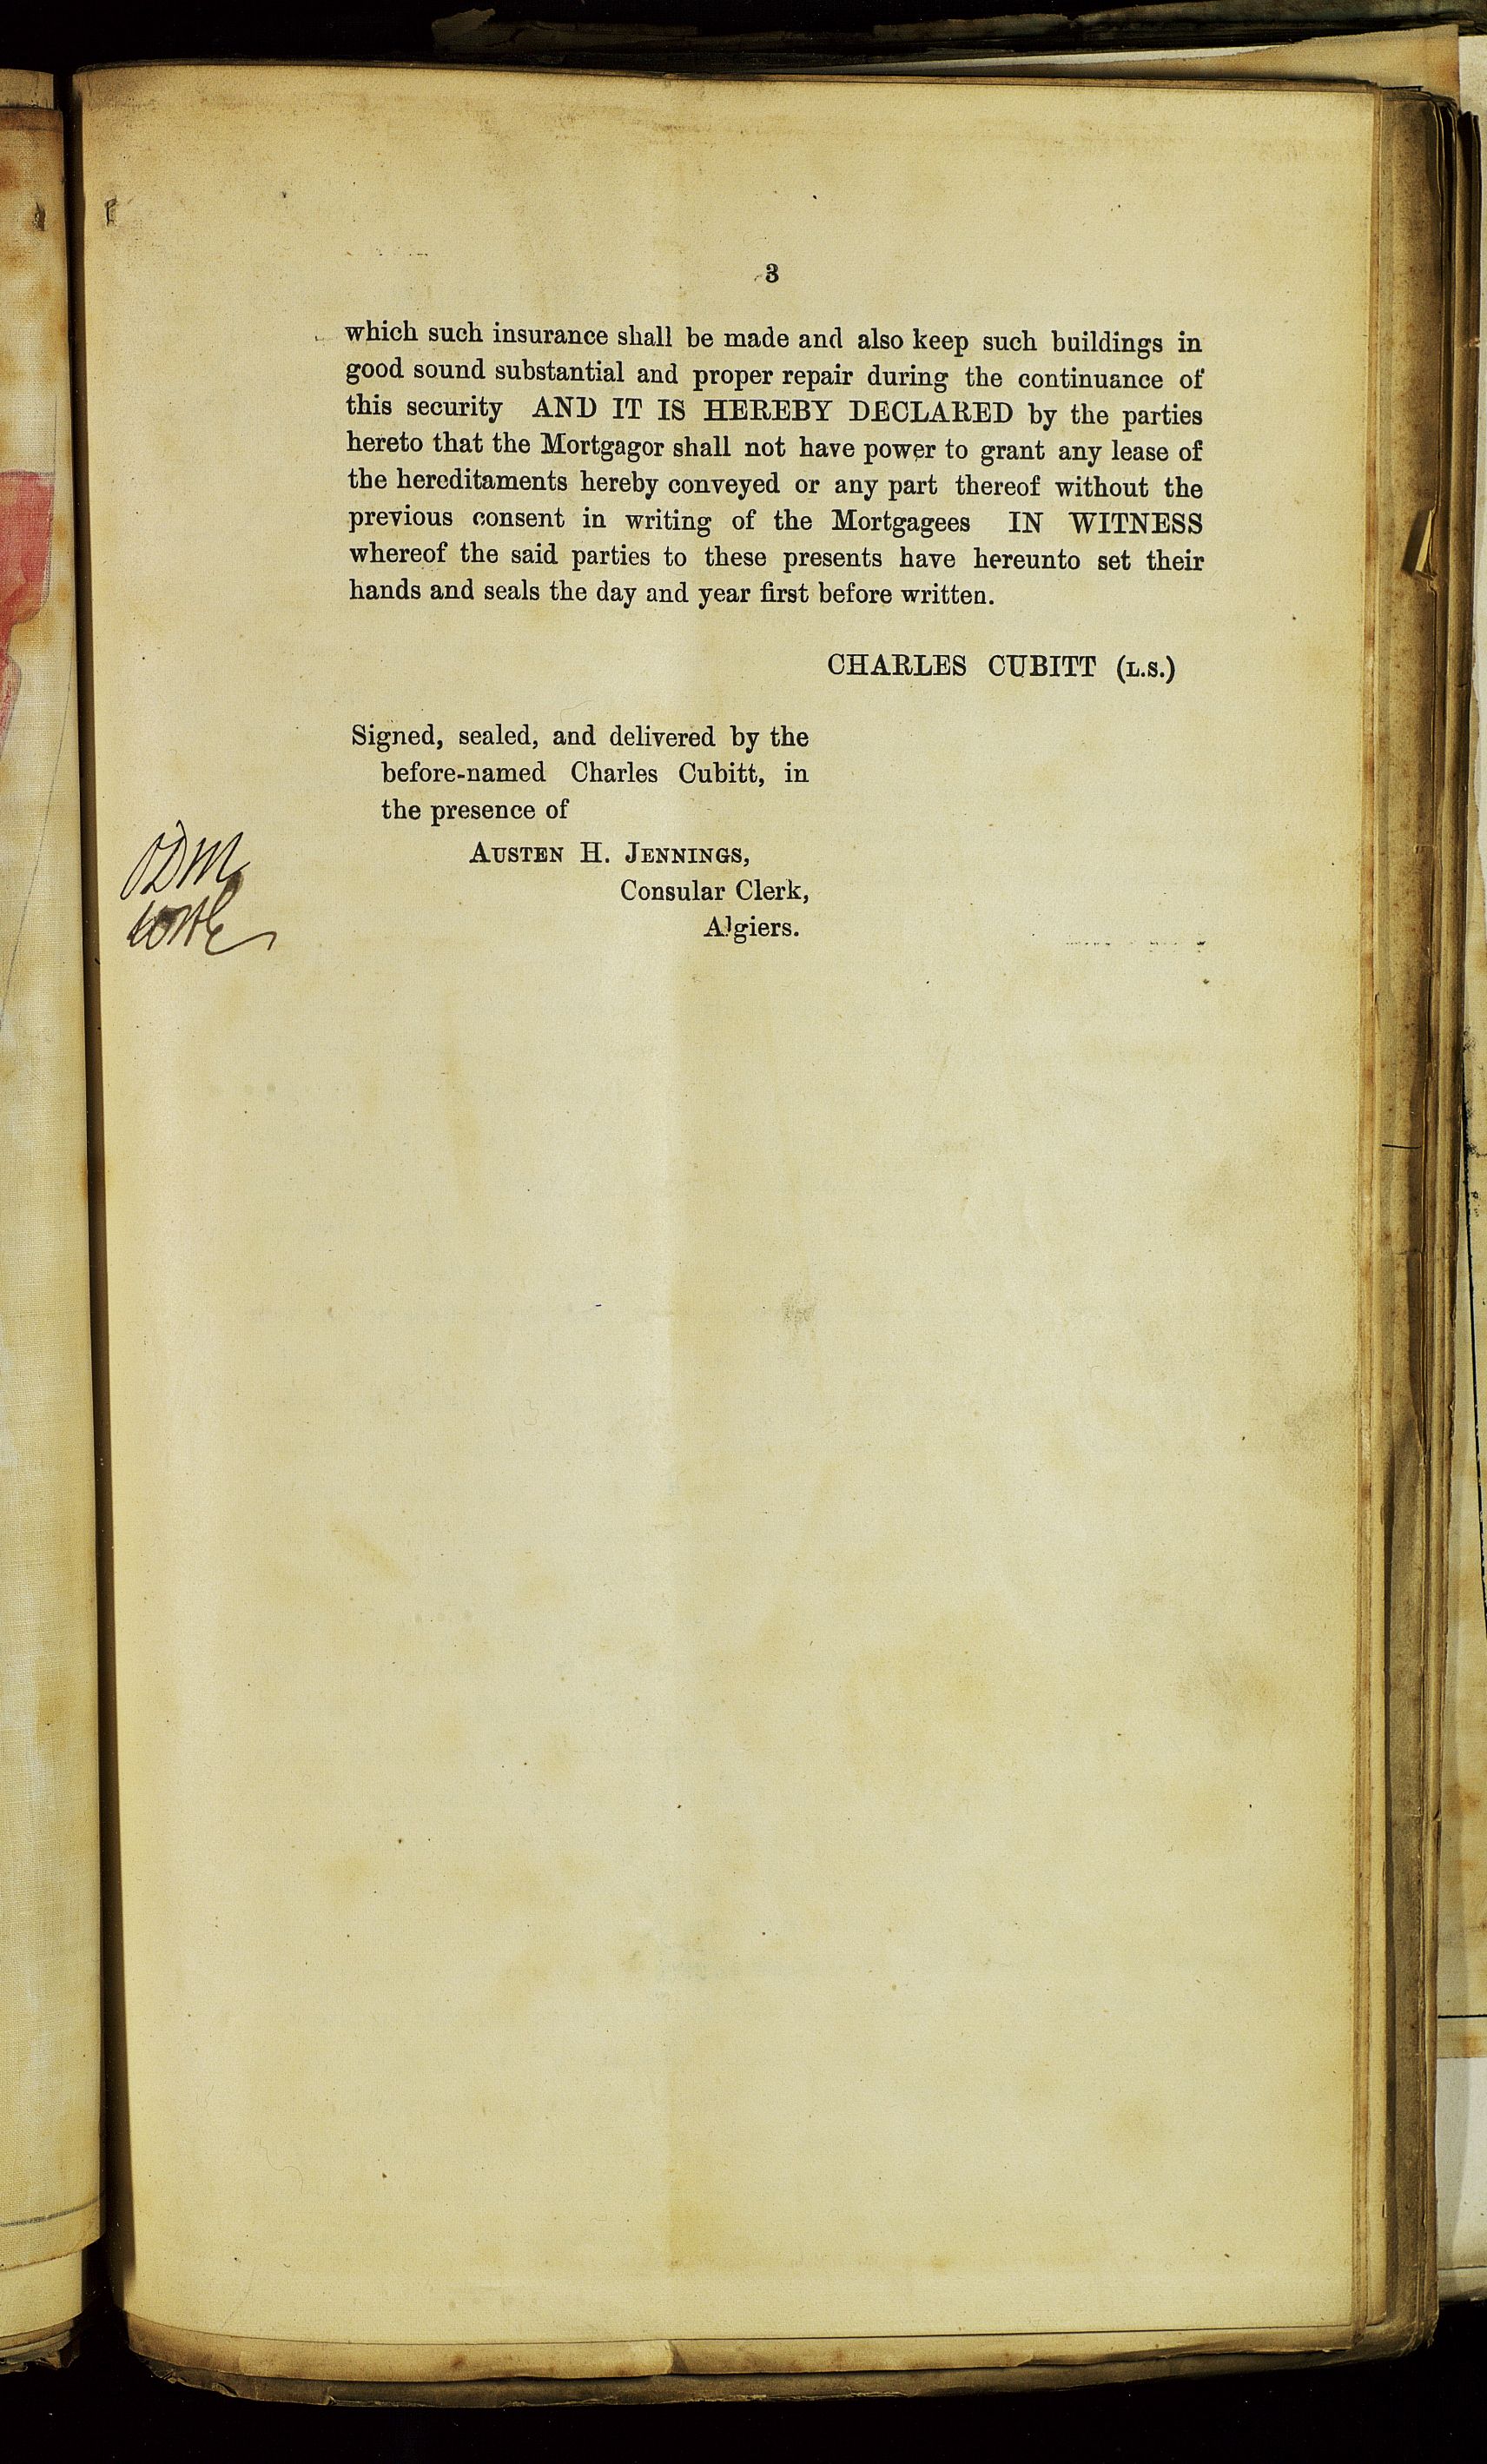 3
which such insurance shall be made and also keep such buildings in
good sound substantial and proper repair during the continuance of
this security AND IT IS HEREBY DECLARED by the parties
hereto that the Mortgagor shall not have power to grant any lease of
the hereditaments hereby conveyed or any part thereof without the
previous consent in writing of the Mortgagees IN WITNESS
whereof the said parties to these presents have hereunto set their
hands and seals the day and year first before written.
CHARLES CUBITT (L.S.)
Signed, sealed, and delivered by the
before-named Charles Cubitt, in
the presence of
AUSTEN H. JENNINGS,
Consular Clerk,
Algiers.